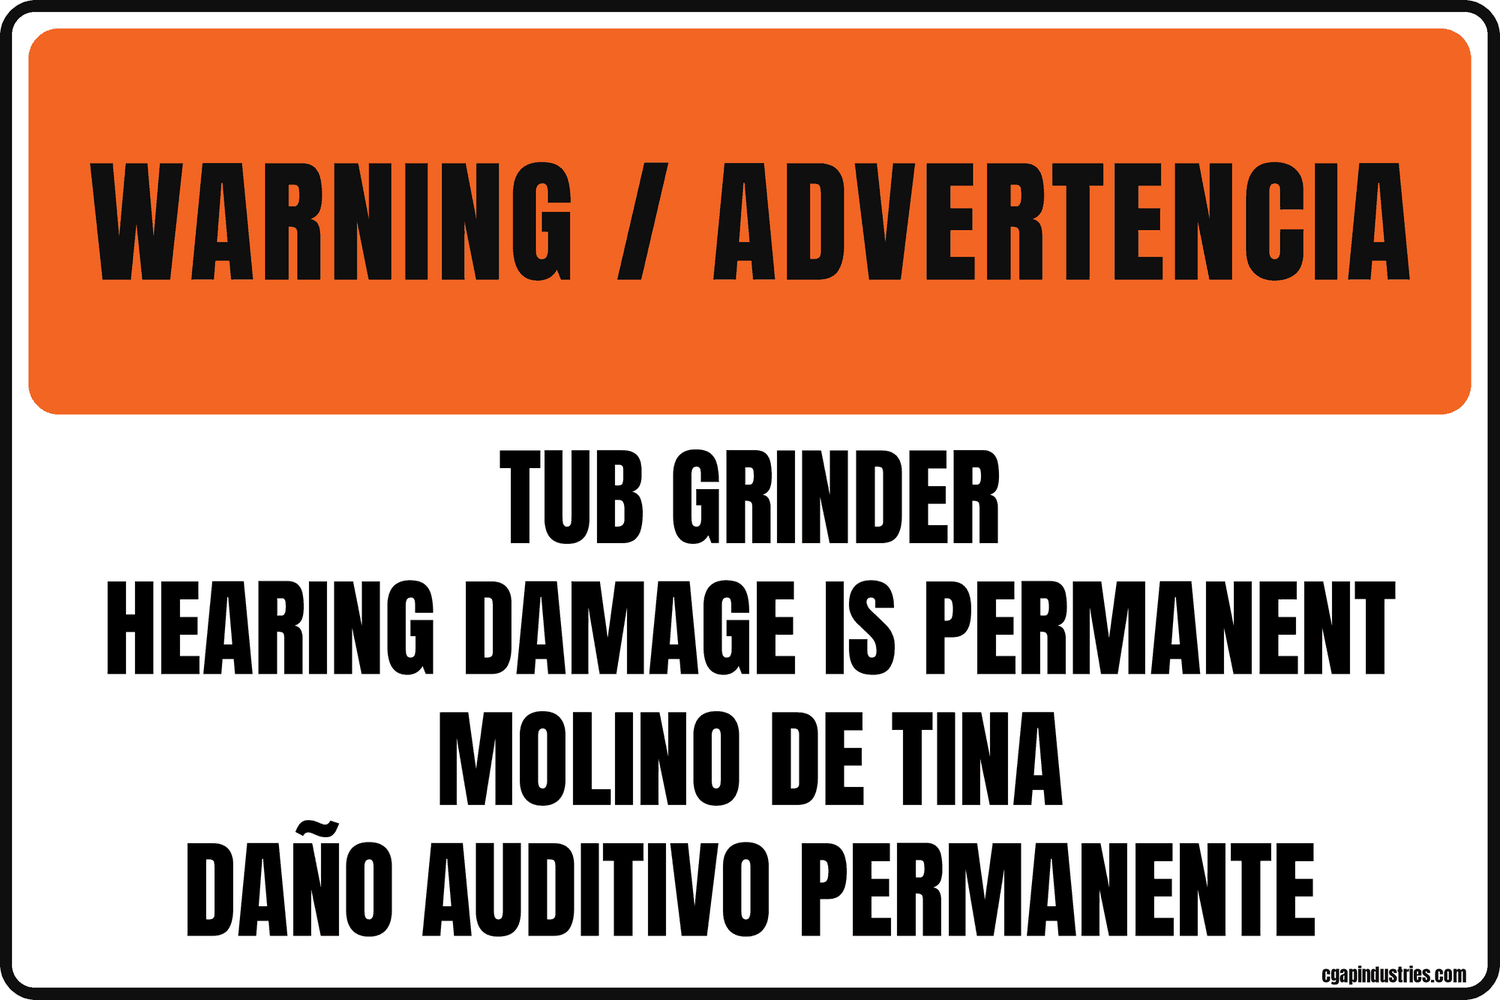 WARNING / ADVERTENCIA
TUB GRINDER
HEARING DAMAGE IS PERMANENT
MOLINO DE TINA
DAÑO AUDITIVO PERMANENTE
cgapindustries.com